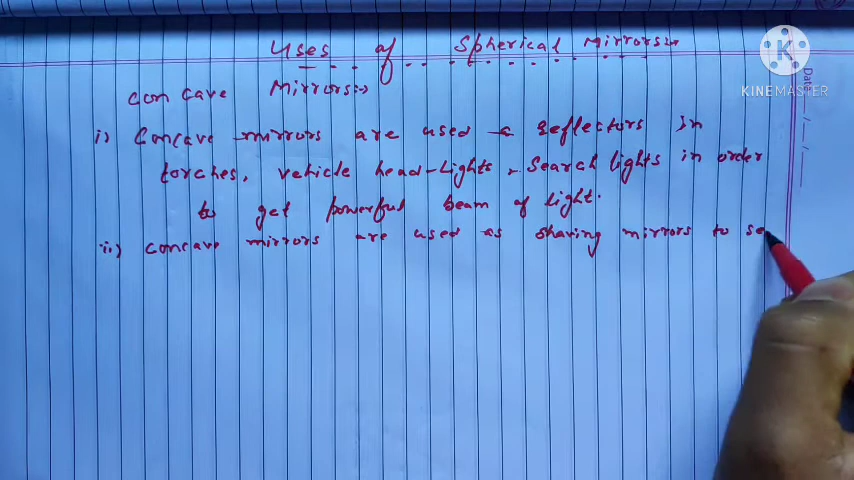 Uses of Spherical Mirrors:-
Concave Mirrors:-
i) Concave mirrors are used a reflectors in
torches, vehicle head-lights, search lights in order
to get powerful beam of light.
ii) Concave mirrors are used as shaving mirrors to se
KINEMASTER
Date